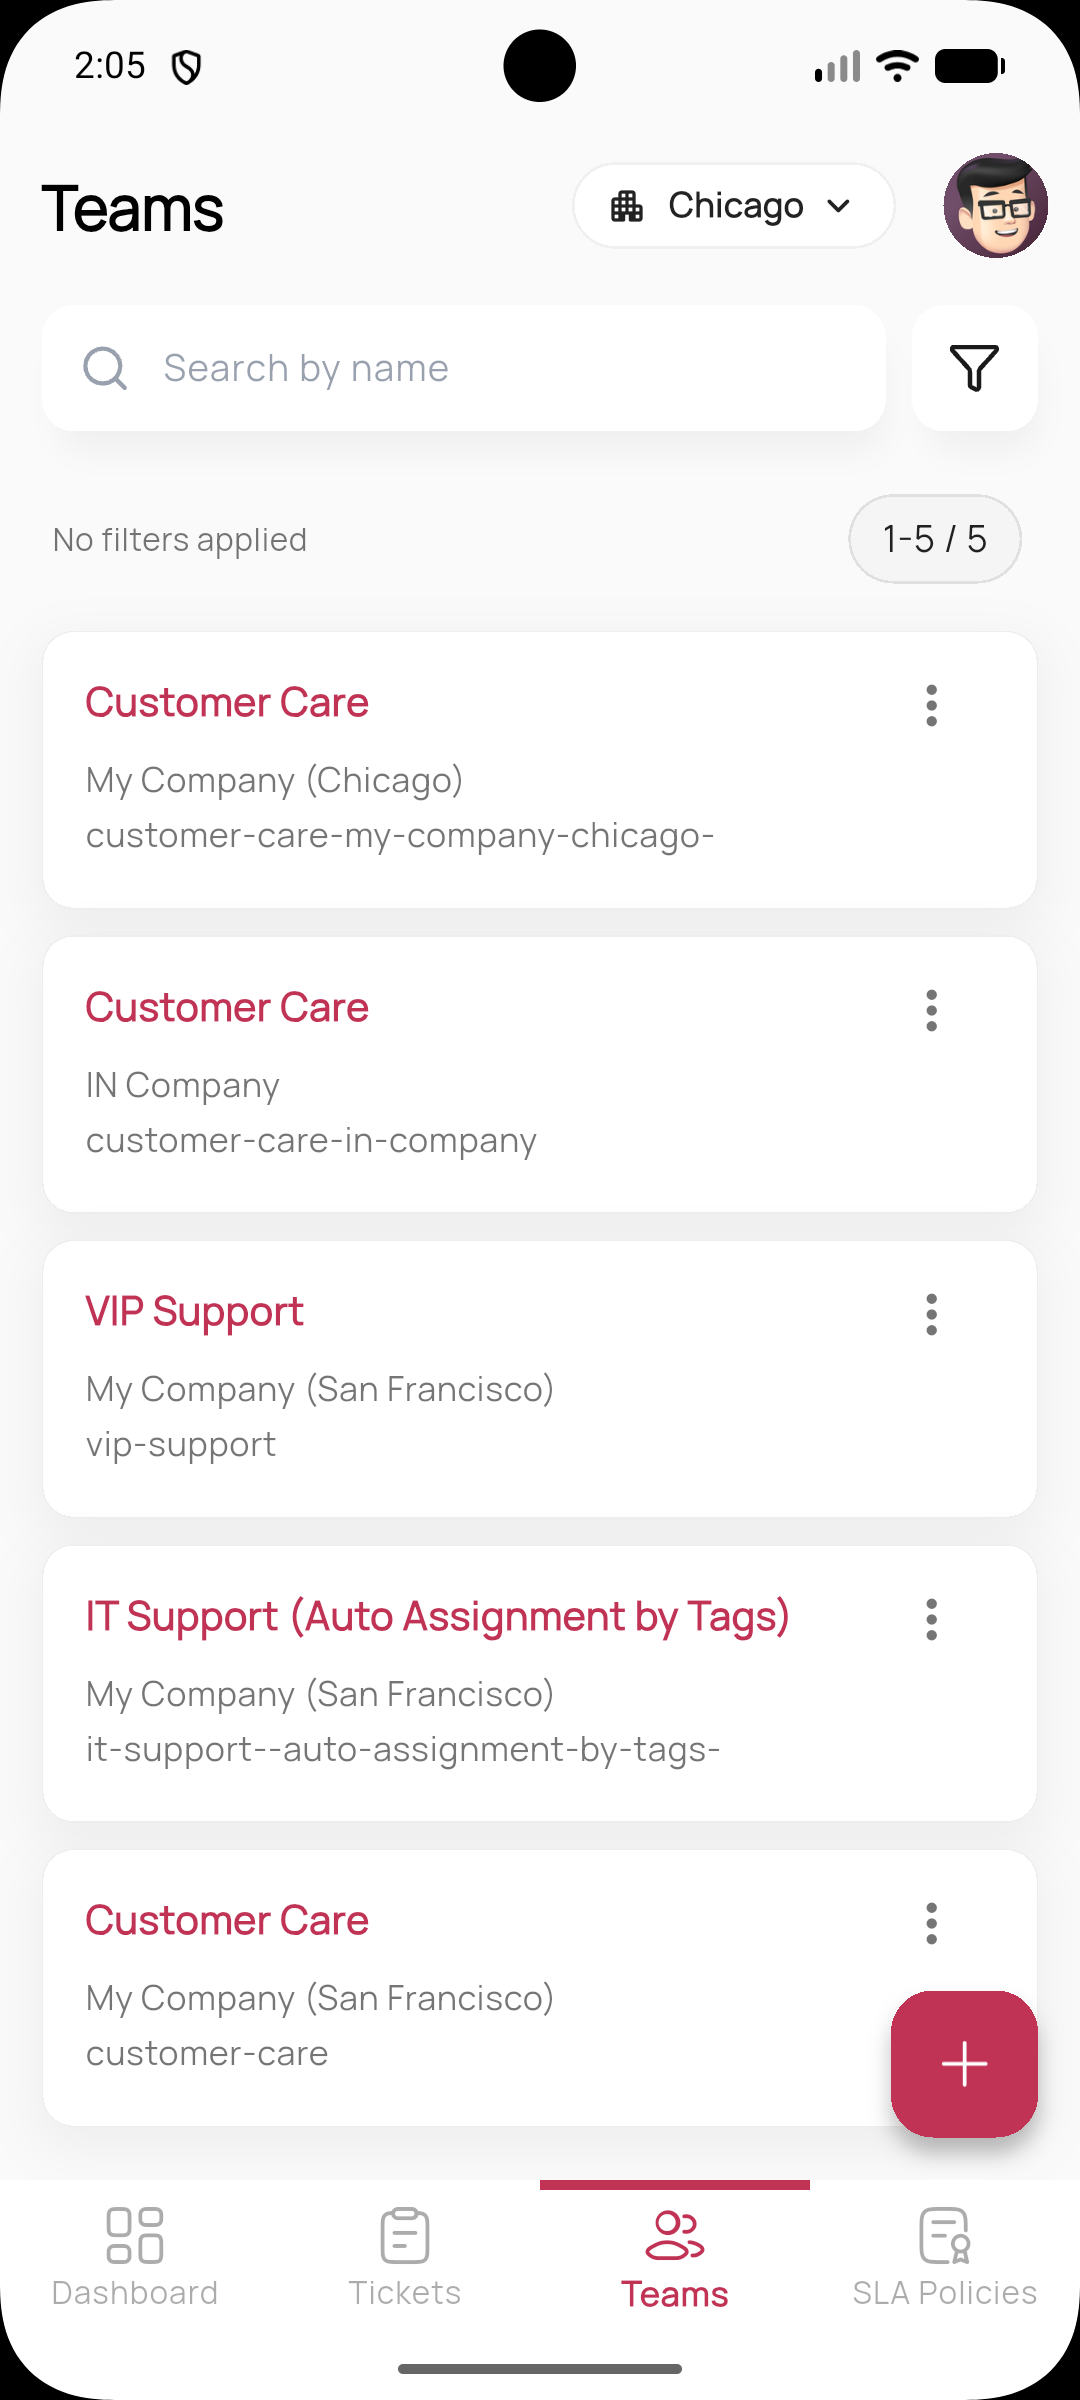 2:05
Teams
Chicago
Search by name
No filters applied
1-5 / 5
Customer Care
My Company (Chicago)
customer-care-my-company-chicago-
Customer Care
IN Company
customer-care-in-company
VIP Support
My Company (San Francisco)
vip-support
IT Support (Auto Assignment by Tags)
My Company (San Francisco)
it-support--auto-assignment-by-tags-
Customer Care
My Company (San Francisco)
customer-care
Dashboard
Tickets
Teams
SLA Policies